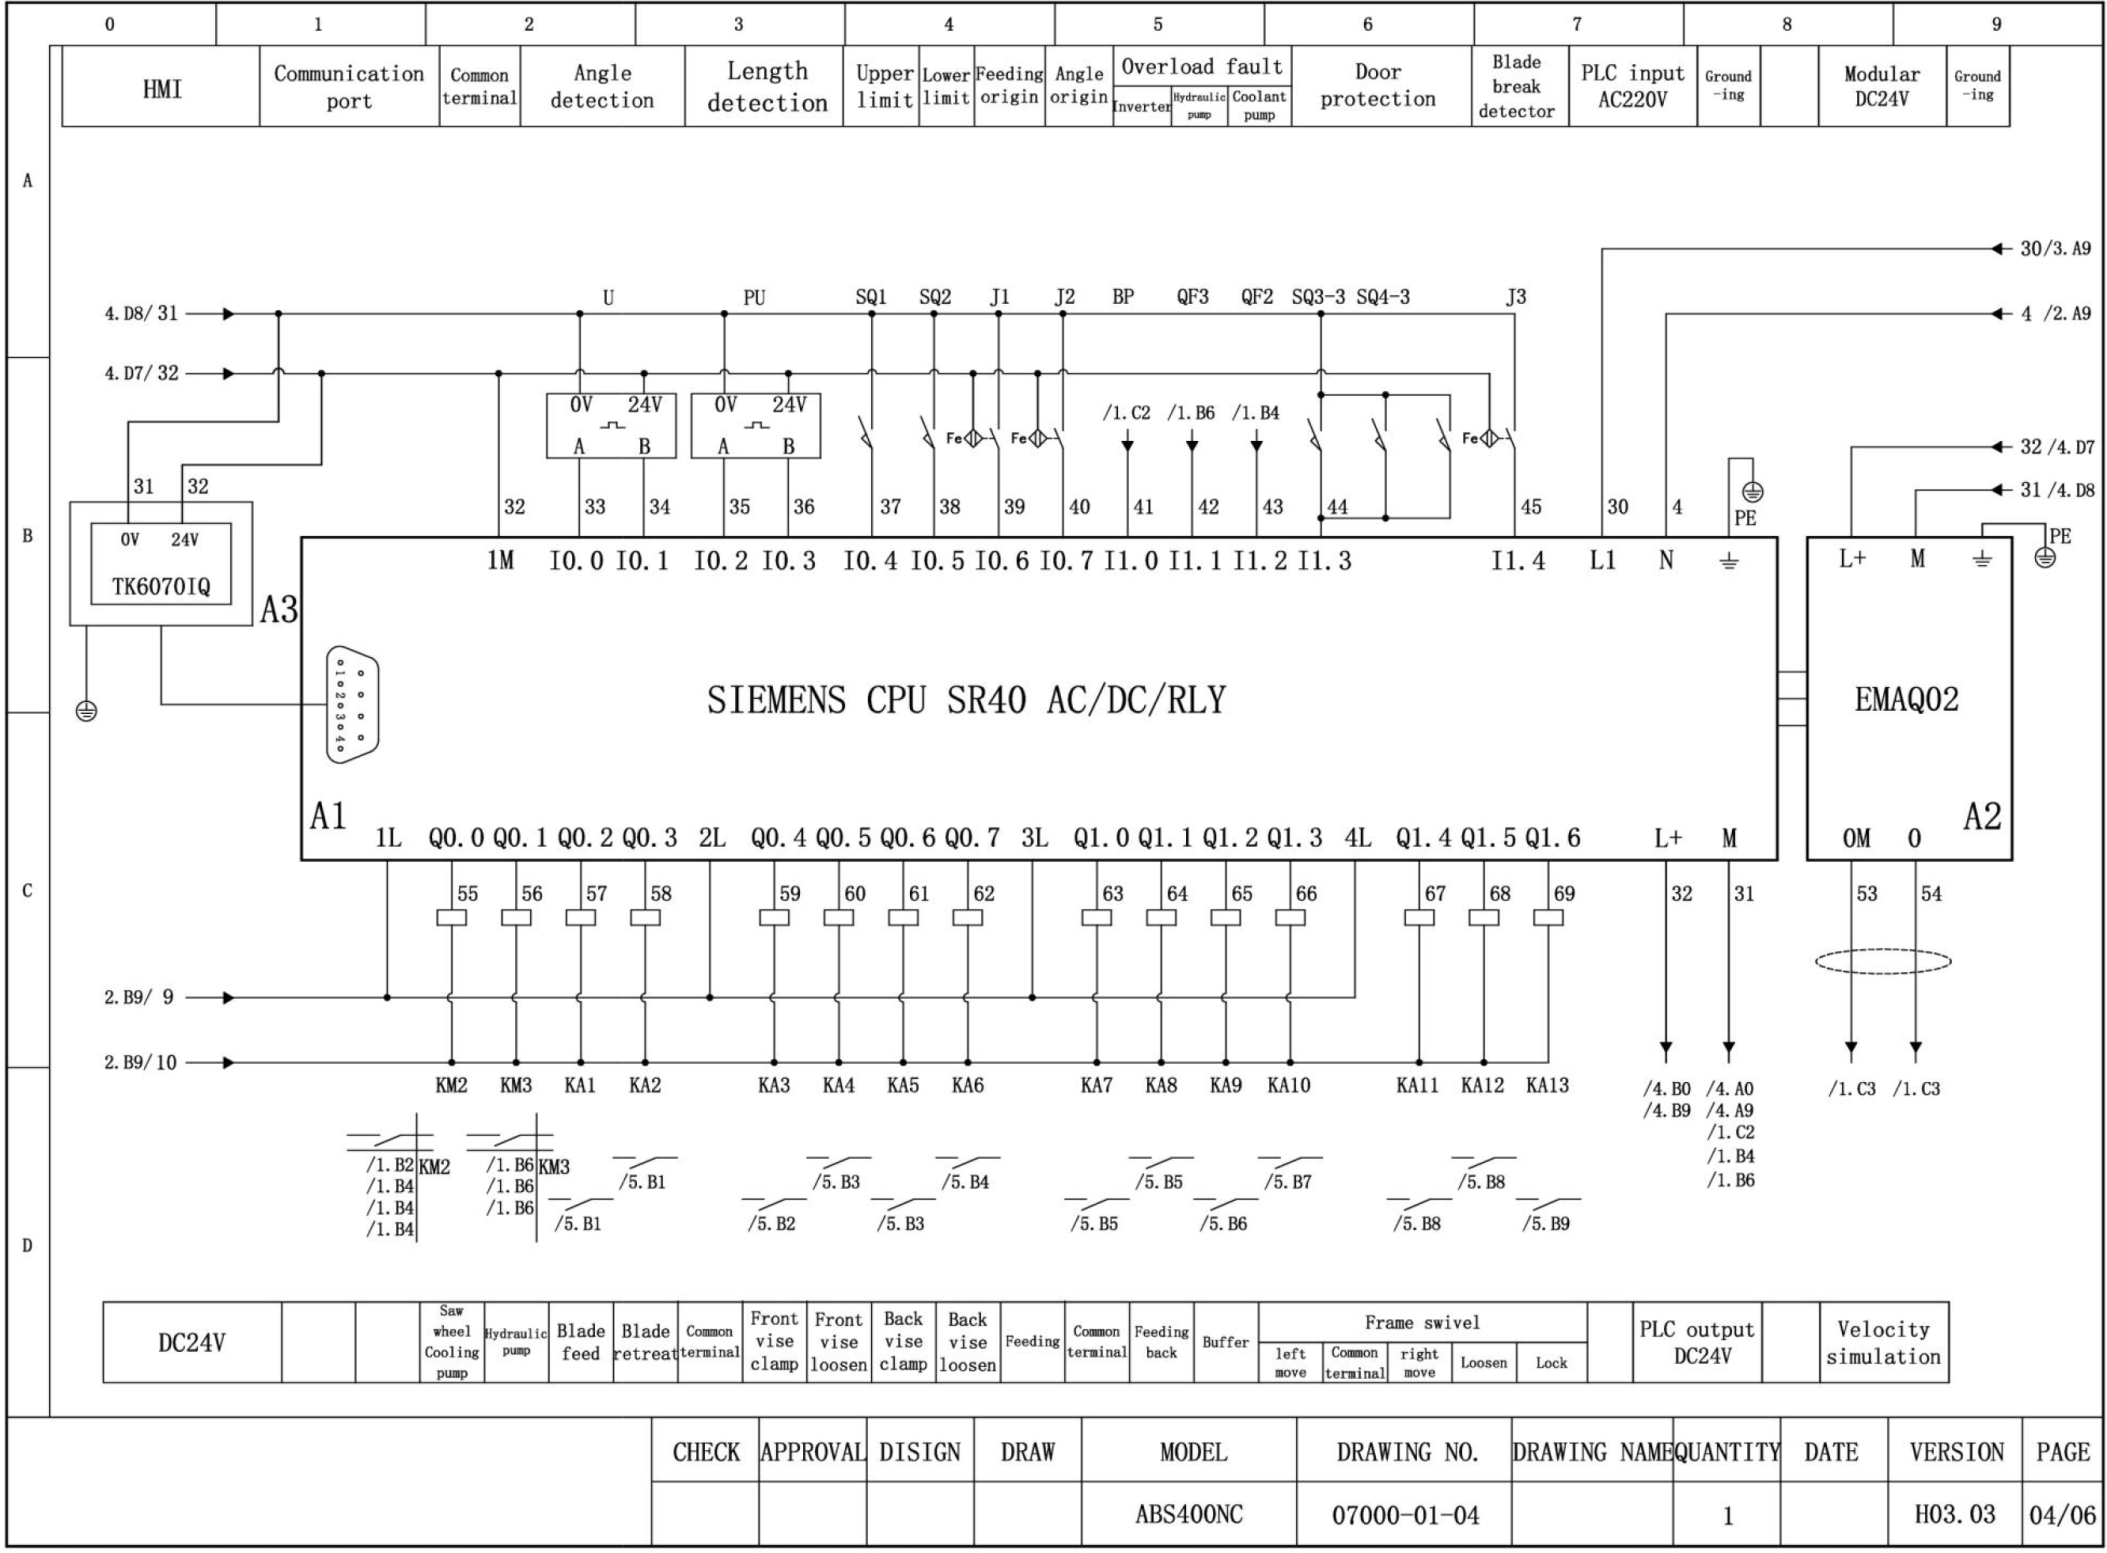 0 1 2 3 4 5 6 7 8 9
HMI
Communication
port
Common
terminal
Angle
detection
Length
detection
Upper
limit
Lower
limit
Feeding
origin
Angle
origin
Overload fault
Inverter
Hydraulic
pump
Coolant
pump
Door
protection
Blade
break
detector
PLC input
AC220V
Ground
-ing
Modular
DC24V
Ground
-ing
A
B
C
D
30/3.A9
4.D8/31
U PU SQ1 SQ2 J1 J2 BP QF3 QF2 SQ3-3 SQ4-3 J3
4 /2.A9
4.D7/32
0V 24V
A B
0V 24V
A B
Fe
Fe
/1.C2 /1.B6 /1.B4
Fe
32/4.D7
31/4.D8
31 32
32 33 34 35 36 37 38 39 40 41 42 43 44 45 30 4
PE
PE
0V 24V
TK6070IQ
A3
1M I0.0 I0.1 I0.2 I0.3 I0.4 I0.5 I0.6 I0.7 I1.0 I1.1 I1.2 I1.3 I1.4 L1 N
L+ M
1
2
3
4
SIEMENS CPU SR40 AC/DC/RLY
EMAQ02
A1
A2
1L Q0.0 Q0.1 Q0.2 Q0.3 2L Q0.4 Q0.5 Q0.6 Q0.7 3L Q1.0 Q1.1 Q1.2 Q1.3 4L Q1.4 Q1.5 Q1.6 L+ M
0M 0
55 56 57 58 59 60 61 62 63 64 65 66 67 68 69 32 31 53 54
2.B9/ 9
2.B9/10
KM2 KM3 KA1 KA2 KA3 KA4 KA5 KA6 KA7 KA8 KA9 KA10 KA11 KA12 KA13
/4.B0
/4.B9
/4.A0
/4.A9
/1.C2
/1.B4
/1.B6
/1.C3 /1.C3
/1.B2 KM2
/1.B4
/1.B4
/1.B4
/1.B6 KM3
/1.B6
/1.B6
/5.B1 /5.B3 /5.B4 /5.B5 /5.B7 /5.B8
/5.B1 /5.B2 /5.B3 /5.B5 /5.B6 /5.B8 /5.B9
DC24V
Saw
wheel
Cooling
pump
Hydraulic
pump
Blade
feed
Blade
retreat
Common
terminal
Front
vise
clamp
Front
vise
loosen
Back
vise
clamp
Back
vise
loosen
Feeding
Common
terminal
Feeding
back
Buffer
Frame swivel
left
move
Common
terminal
right
move
Loosen
Lock
PLC output
DC24V
Velocity
simulation
CHECK APPROVAL DISIGN DRAW MODEL DRAWING NO. DRAWING NAME QUANTITY DATE VERSION PAGE
ABS400NC 07000-01-04 1 H03.03 04/06